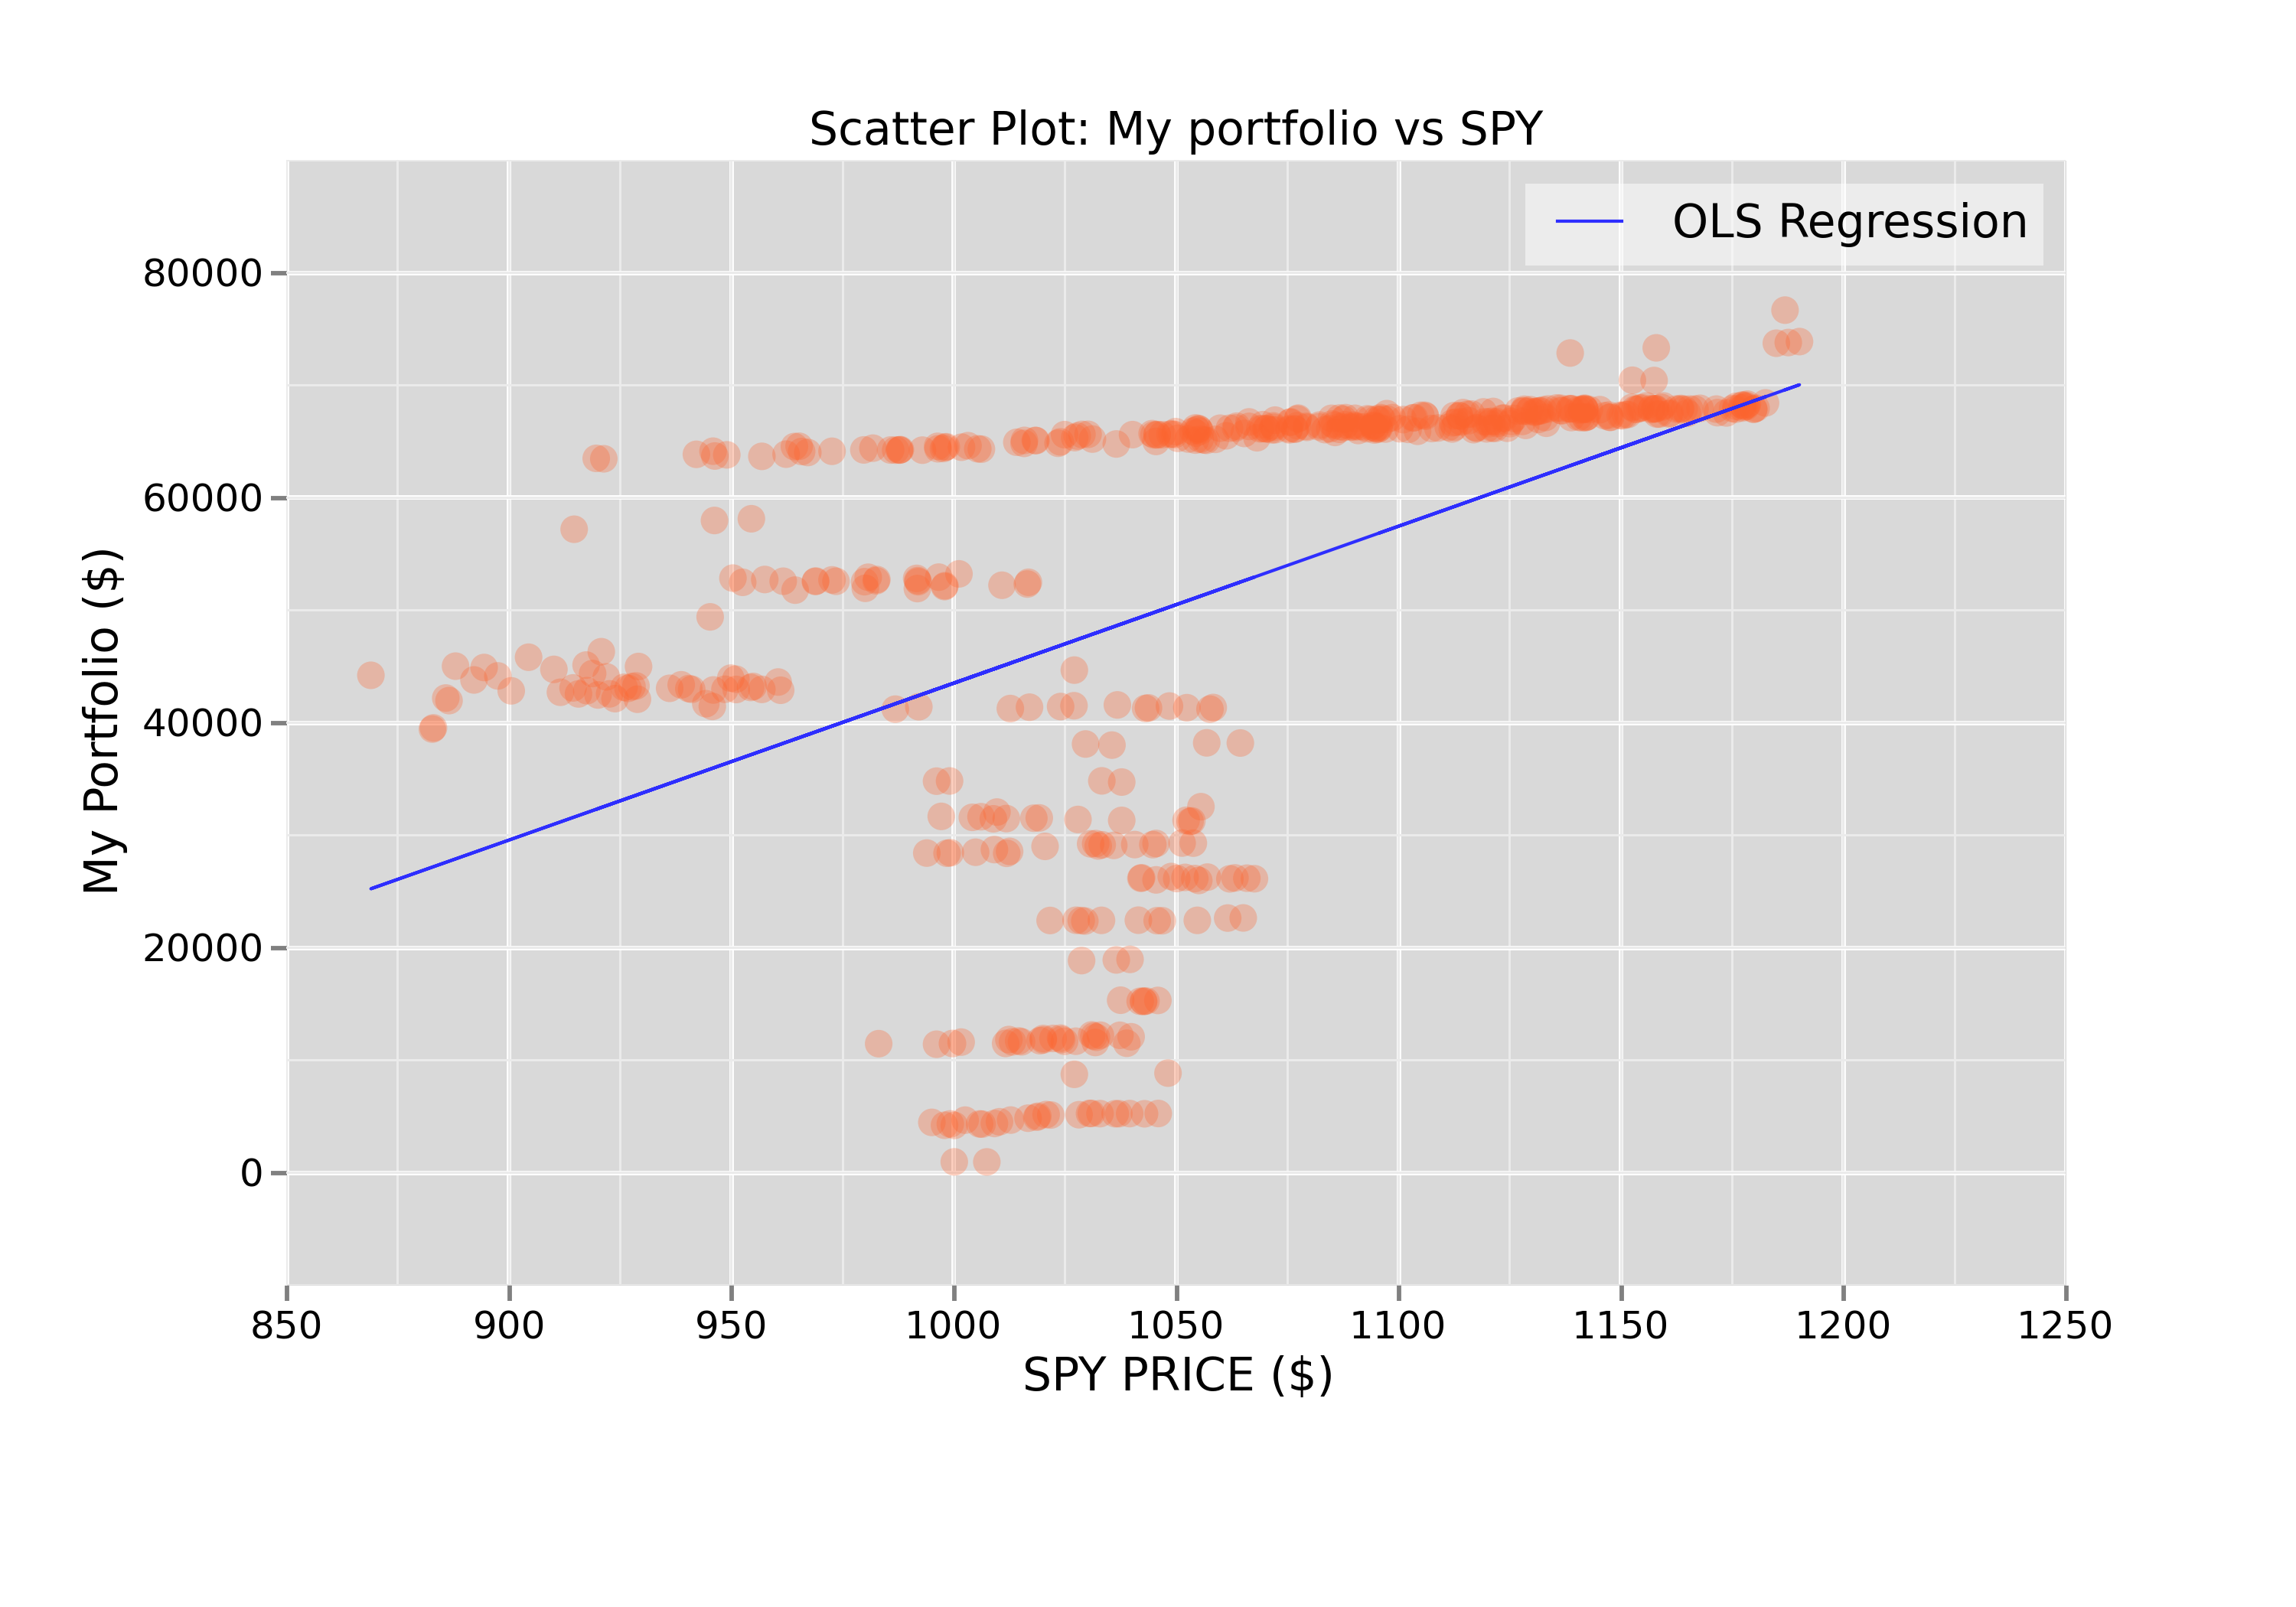 Scatter Plot: My portfolio vs SPY
OLS Regression
My Portfolio ($)
80000
60000
40000
20000
0
850 900 950 1000 1050 1100 1150 1200 1250
SPY PRICE ($)